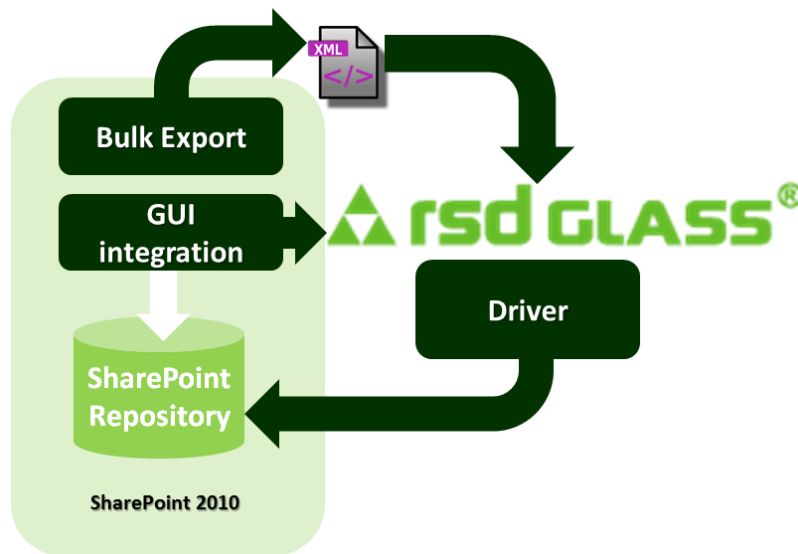 XML
</>
Bulk Export
GUI
integration
rsd GLASS®
Driver
SharePoint
Repository
SharePoint 2010